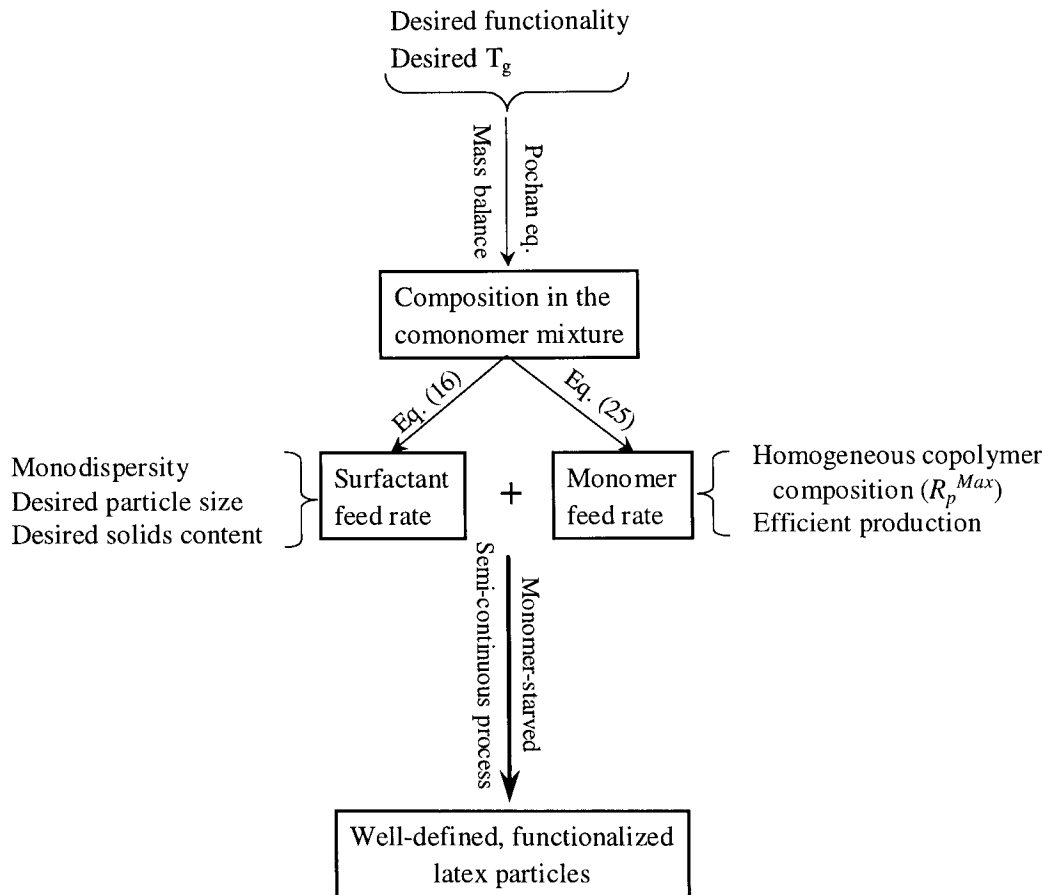 Desired functionality
Desired Tg
Mass balance
Pochan eq.
Composition in the
comonomer mixture
Eq. (16)
Eq. (25)
Monodispersity
Desired particle size
Desired solids content
Surfactant
feed rate
+
Monomer
feed rate
Homogeneous copolymer
composition (Rp^Max)
Efficient production
Semi-continuous process
Monomer-starved
Well-defined, functionalized
latex particles